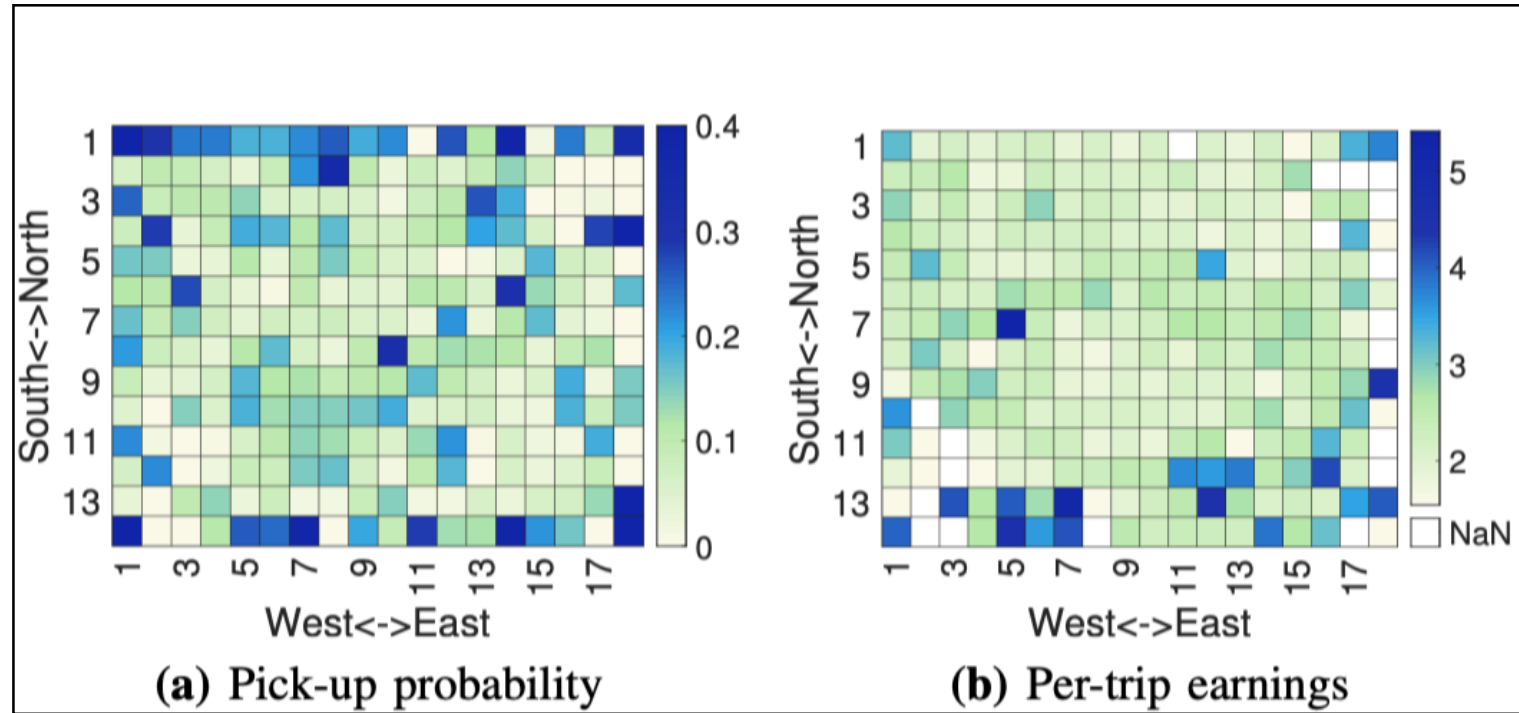 South<->North
1
3
5
7
9
11
13
1 3 5 7 9 11 13 15 17
West<->East
0.4
0.3
0.2
0.1
0
(a) Pick-up probability
South<->North
1
3
5
7
9
11
13
1 3 5 7 9 11 13 15 17
West<->East
5
4
3
2
NaN
(b) Per-trip earnings